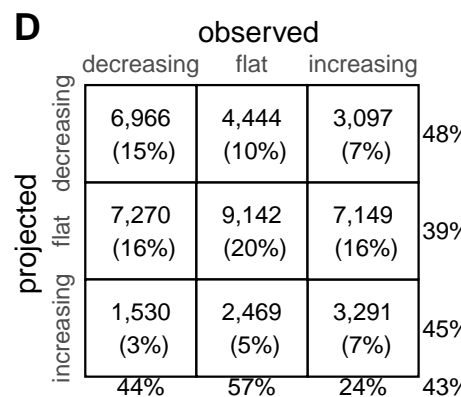 D
observed
decreasing flat increasing
projected
decreasing
6,966 4,444 3,097
(15%) (10%) (7%)
48%
flat
7,270 9,142 7,149
(16%) (20%) (16%)
39%
increasing
1,530 2,469 3,291
(3%) (5%) (7%)
45%
44% 57% 24% 43%